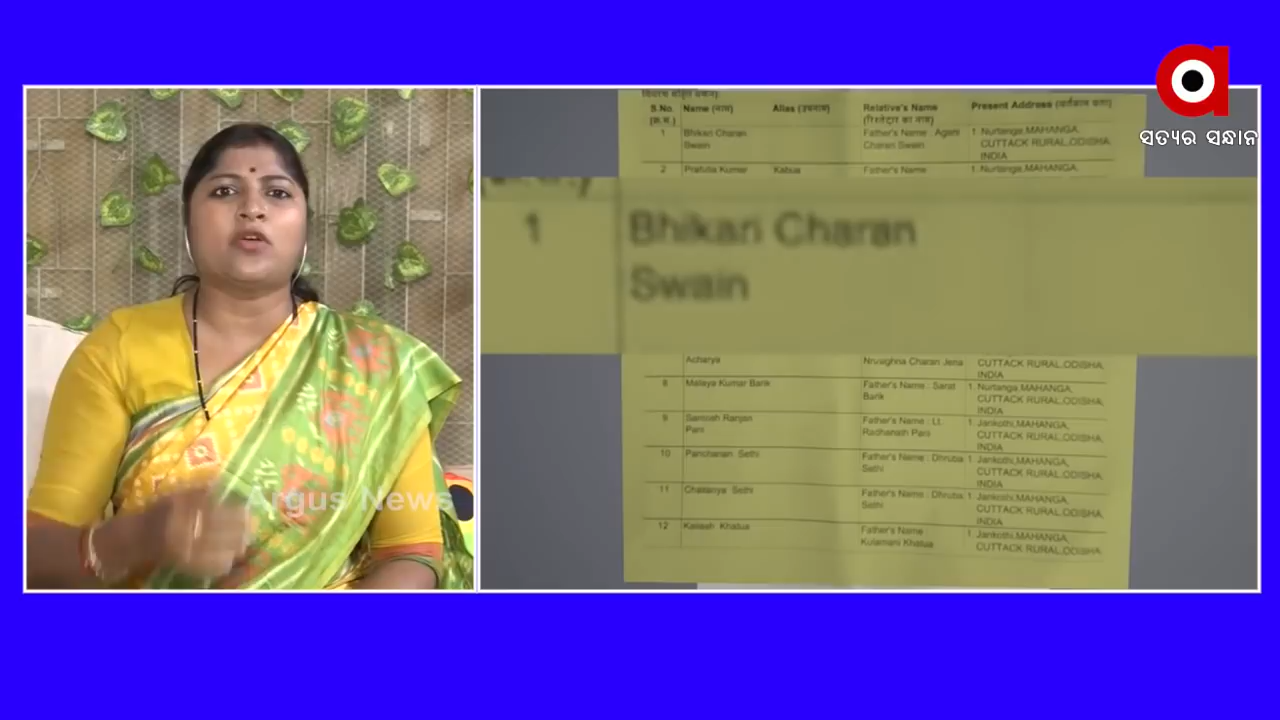 ସତ୍ୟର ସନ୍ଧାନ
Argus News
S.No. Name (नाम) Alias (उपनाम) Relative's Name Present Address (वर्तमान पता)
(क्र.सं.) (रिश्तेदार का नाम)
1 Bhikari Charan Father's Name : Agani 1. Nurtanga,MAHANGA,
Swain Charan Swain CUTTACK RURAL,ODISHA,
INDIA
2 Kumar Father's Name 1. Nurtanga,MAHANGA,
1 Bhikari Charan
Swain
Acharya Charan Jena CUTTACK RURAL,ODISHA,
INDIA
8 Malaya Kumar Barik Father's Name : Sarat 1. Nurtanga,MAHANGA,
Barik CUTTACK RURAL,ODISHA,
INDIA
9 Santosh Ranjan Father's Name : Lt. 1. Jankothi,MAHANGA,
Pani Radhanath Pani CUTTACK RURAL,ODISHA,
INDIA
10 Panchanan Sethi Father's Name : Dhruba 1. Jankothi,MAHANGA,
Sethi CUTTACK RURAL,ODISHA,
INDIA
11 Chaitanya Sethi Father's Name : Dhruba 1. Jankothi,MAHANGA,
Sethi CUTTACK RURAL,ODISHA,
INDIA
12 Kailash Khatua Father's Name 1. Jankothi,MAHANGA,
Kulamani Khatua CUTTACK RURAL,ODISHA,